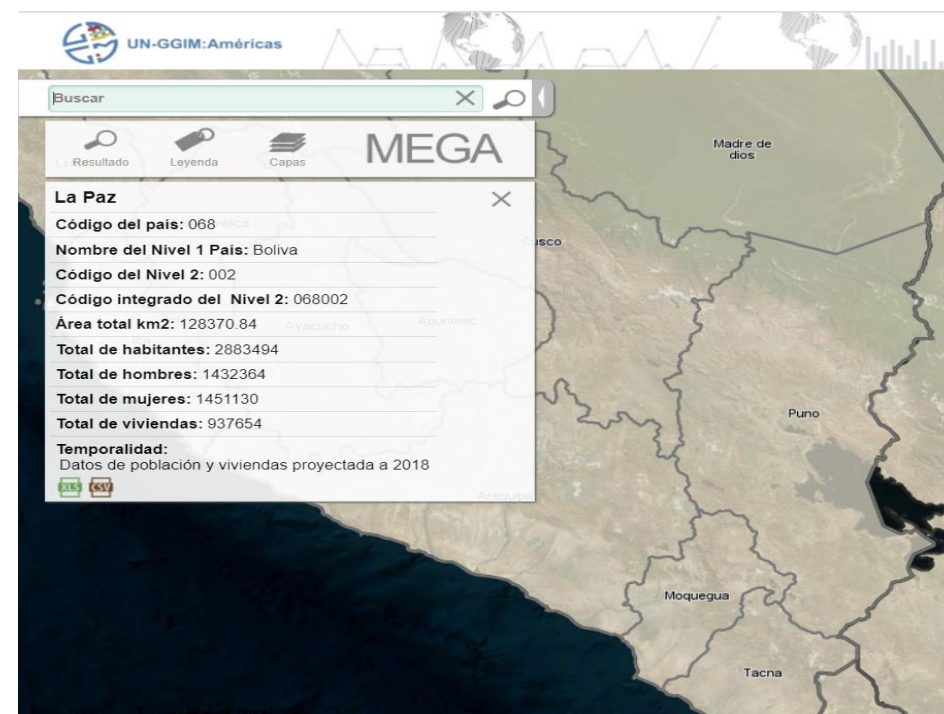 UN-GGIM:Américas
Buscar
Resultado
Leyenda
Capas
MEGA
La Paz
Código del país: 068
Nombre del Nivel 1 País: Boliva
Código del Nivel 2: 002
Código integrado del Nivel 2: 068002
Área total km2: 128370.84
Total de habitantes: 2883494
Total de hombres: 1432364
Total de mujeres: 1451130
Total de viviendas: 937654
Temporalidad:
Datos de población y viviendas proyectada a 2018
XLS CSV
Madre de
dios
Ayacucho
Apurimac
Puno
Arequipa
Moquegua
Tacna